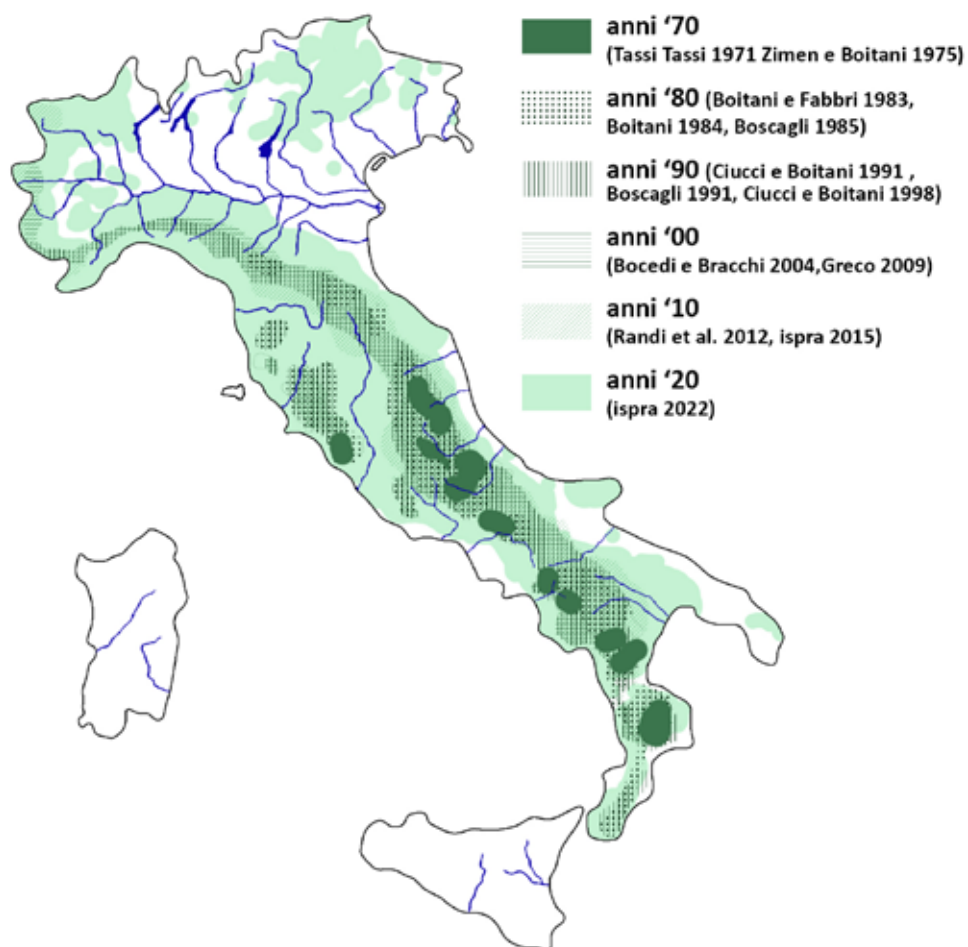 anni ‘70
(Tassi Tassi 1971 Zimen e Boitani 1975)
anni ‘80 (Boitani e Fabbri 1983,
Boitani 1984, Boscagli 1985)
anni ‘90 (Ciucci e Boitani 1991 ,
Boscagli 1991, Ciucci e Boitani 1998)
anni ‘00
(Bocedi e Bracchi 2004,Greco 2009)
anni ‘10
(Randi et al. 2012, ispra 2015)
anni ‘20
(ispra 2022)